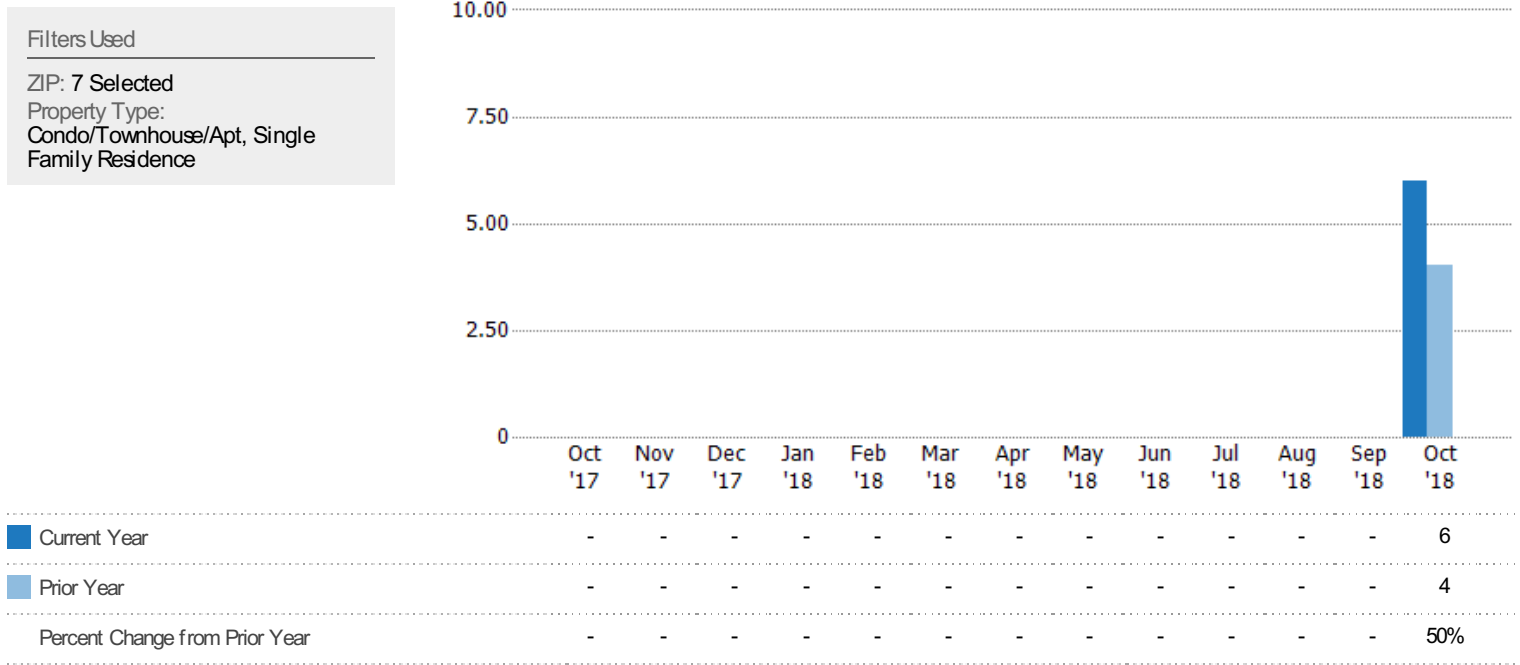 Filters Used
ZIP: 7 Selected
Property Type:
Condo/Townhouse/Apt, Single
Family Residence
10.00
7.50
5.00
2.50
0
Oct Nov Dec Jan Feb Mar Apr May Jun Jul Aug Sep Oct
'17 '17 '17 '18 '18 '18 '18 '18 '18 '18 '18 '18 '18
Current Year - - - - - - - - - - - - 6
Prior Year - - - - - - - - - - - - 4
Percent Change from Prior Year - - - - - - - - - - - - 50%